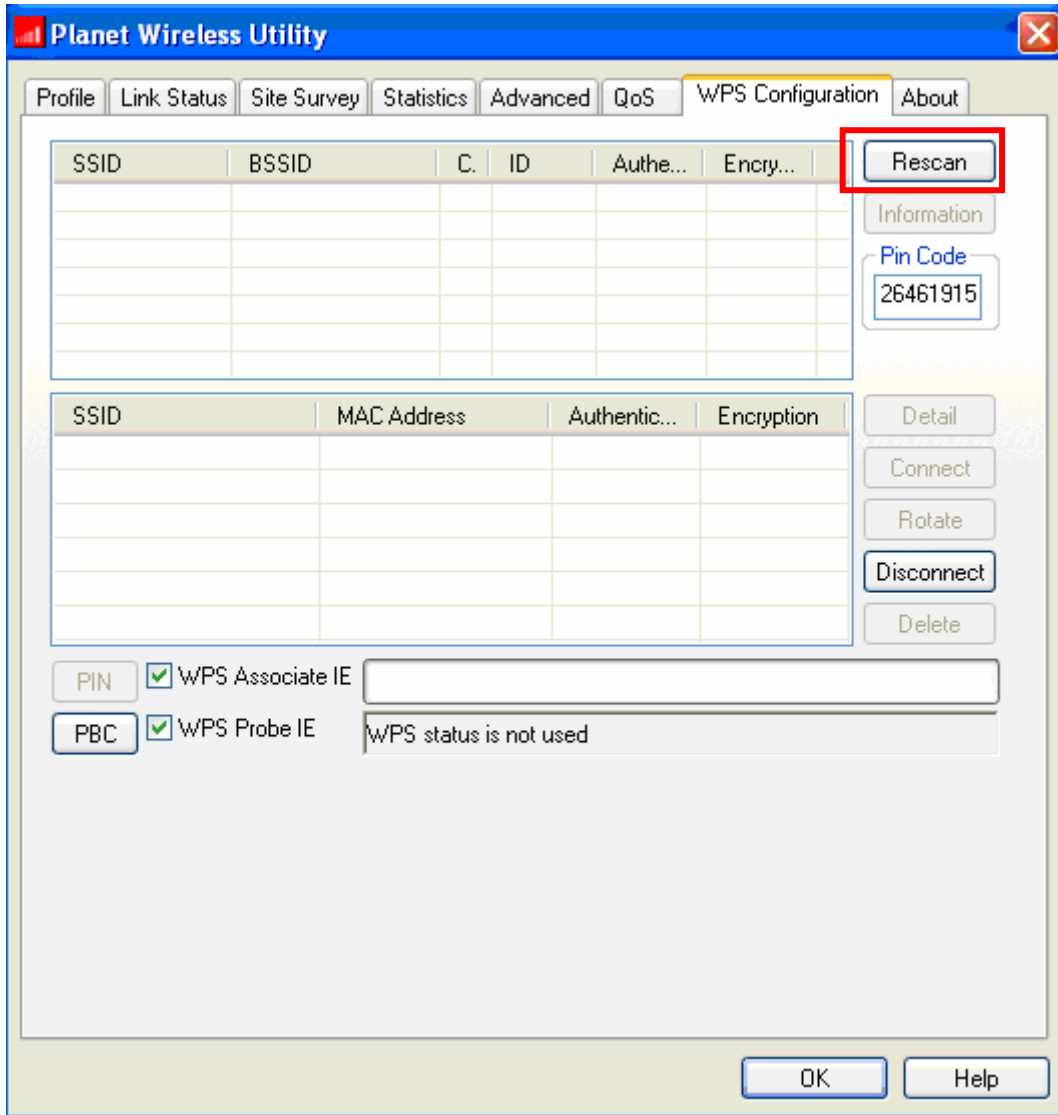 Planet Wireless Utility
Profile Link Status Site Survey Statistics Advanced QoS WPS Configuration About
SSID BSSID C. ID Authe... Encry...
Rescan
Information
Pin Code
26461915
SSID MAC Address Authentic... Encryption
Detail
Connect
Rotate
Disconnect
Delete
PIN WPS Associate IE
PBC WPS Probe IE WPS status is not used
OK Help